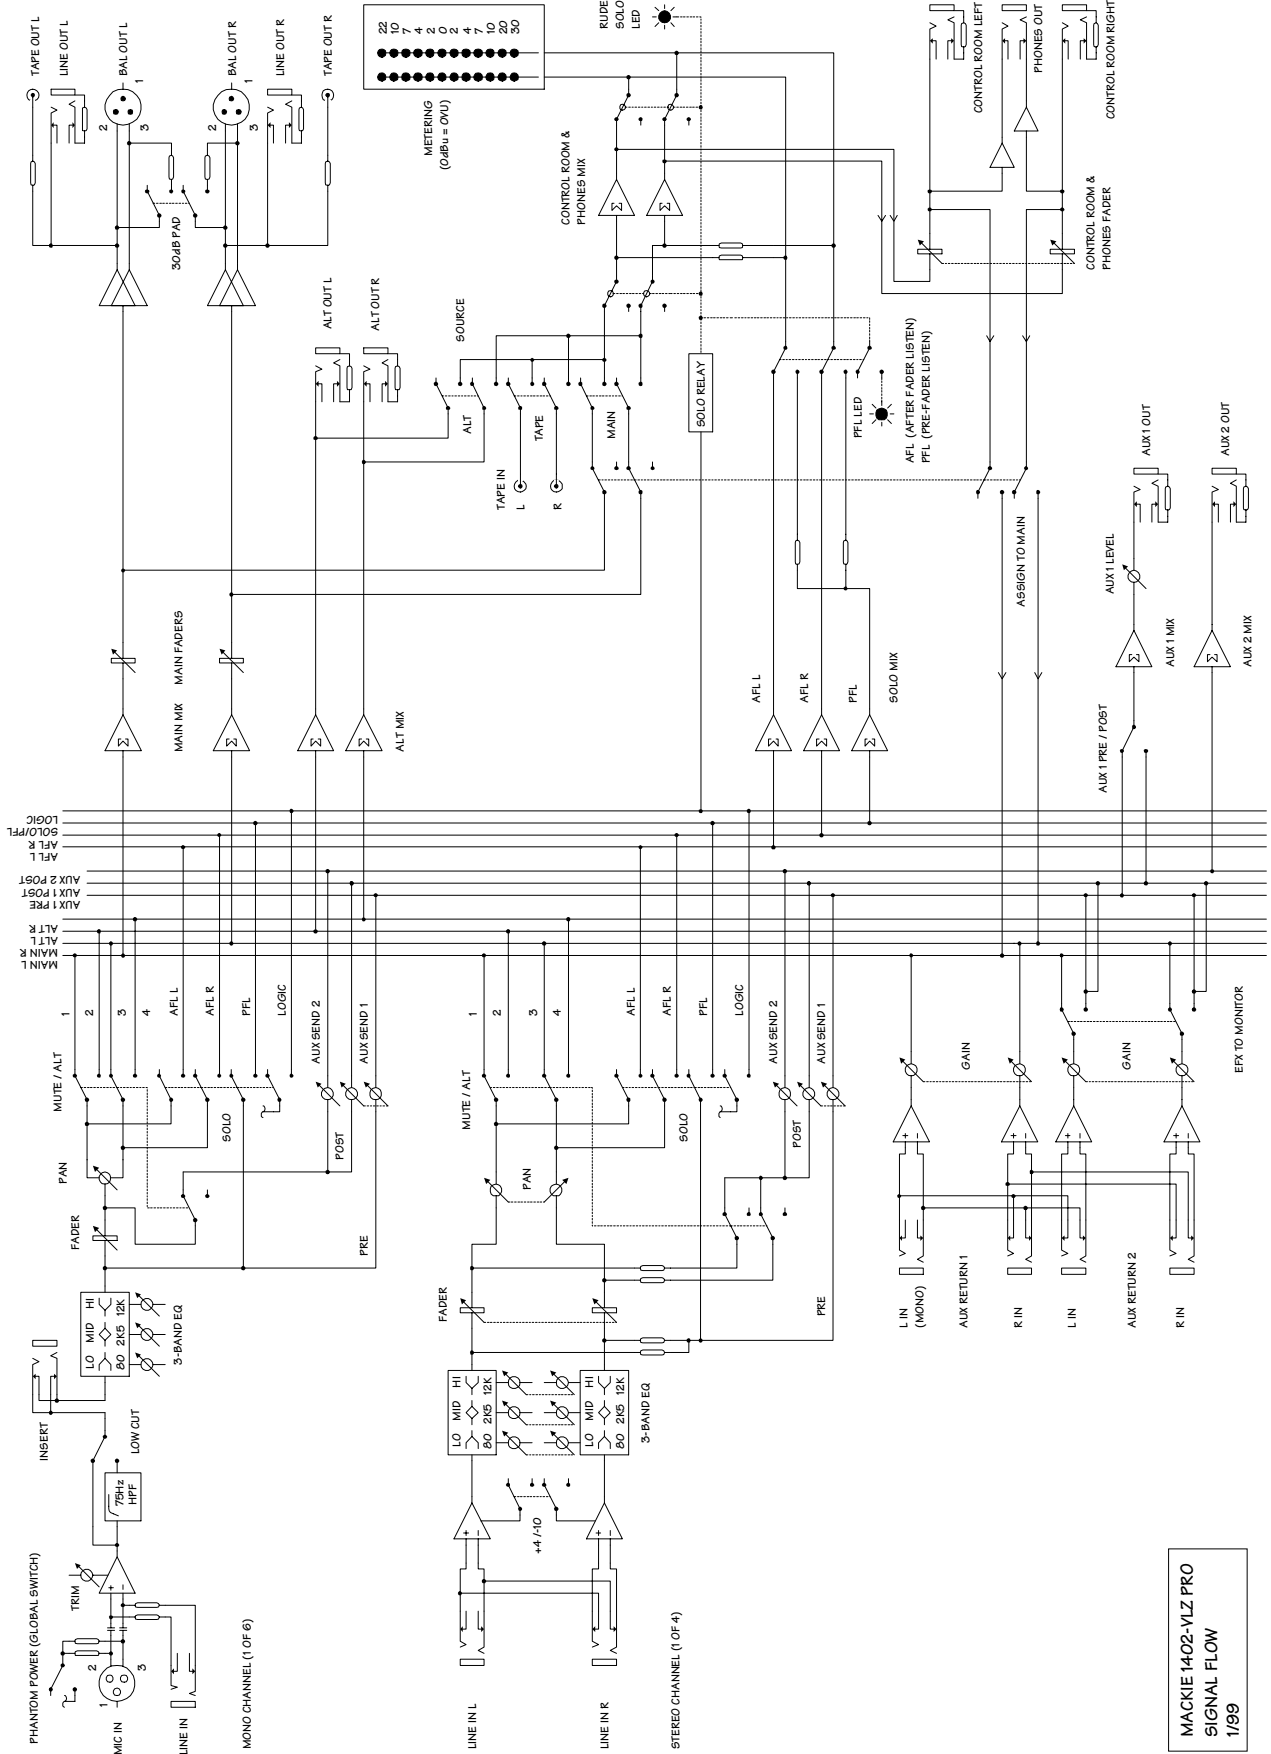 PHANTOM POWER (GLOBAL SWITCH)
MIC IN
1
2
3
LINE IN
MONO CHANNEL (1 OF 6)
TRIM
+
−
75Hz
HPF
LOW CUT
INSERT
LO MID HI
80 2K5 12K
3-BAND EQ
FADER
PRE
PAN
MUTE / ALT
SOLO
POST
1
2
3
4
AFL L
AFL R
PFL
LOGIC
AUX SEND 2
AUX SEND 1
LINE IN L
LINE IN R
STEREO CHANNEL (1 OF 4)
+
−
+4 /-10
+
−
LO MID HI
80 2K5 12K
LO MID HI
80 2K5 12K
3-BAND EQ
FADER
PRE
PAN
MUTE / ALT
SOLO
POST
1
2
3
4
AFL L
AFL R
PFL
LOGIC
AUX SEND 2
AUX SEND 1
L IN
(MONO)
AUX RETURN 1
R IN
L IN
AUX RETURN 2
R IN
+
−
+
−
+
−
+
−
GAIN
GAIN
EFX TO MONITOR
MAIN L
MAIN R
ALT L
ALT R
AUX 1 PRE
AUX 1 POST
AUX 2 POST
AFL L
AFL R
SOLO/PFL
LOGIC
Σ
Σ
MAIN MIX
MAIN FADERS
Σ
Σ
ALT MIX
Σ
Σ
Σ
AFL L
AFL R
PFL
SOLO MIX
AUX 1 PRE / POST
Σ
AUX 1 MIX
AUX 1 LEVEL
AUX 1 OUT
Σ
AUX 2 MIX
AUX 2 OUT
ASSIGN TO MAIN
TAPE IN
L
R
ALT
TAPE
MAIN
SOURCE
SOLO RELAY
PFL LED
AFL (AFTER FADER LISTEN)
PFL (PRE-FADER LISTEN)
ALT OUT L
ALT OUT R
30dB PAD
TAPE OUT L
LINE OUT L
BAL OUT L
1
2
3
BAL OUT R
1
2
3
LINE OUT R
TAPE OUT R
22
10
7
4
2
0
2
4
7
10
20
30
METERING
(0dBu = 0VU)
CONTROL ROOM &
PHONES MIX
Σ
Σ
RUDE
SOLO
LED
CONTROL ROOM &
PHONES FADER
CONTROL ROOM LEFT
PHONES OUT
CONTROL ROOM RIGHT
MACKIE 1402-VLZ PRO
SIGNAL FLOW
1/99